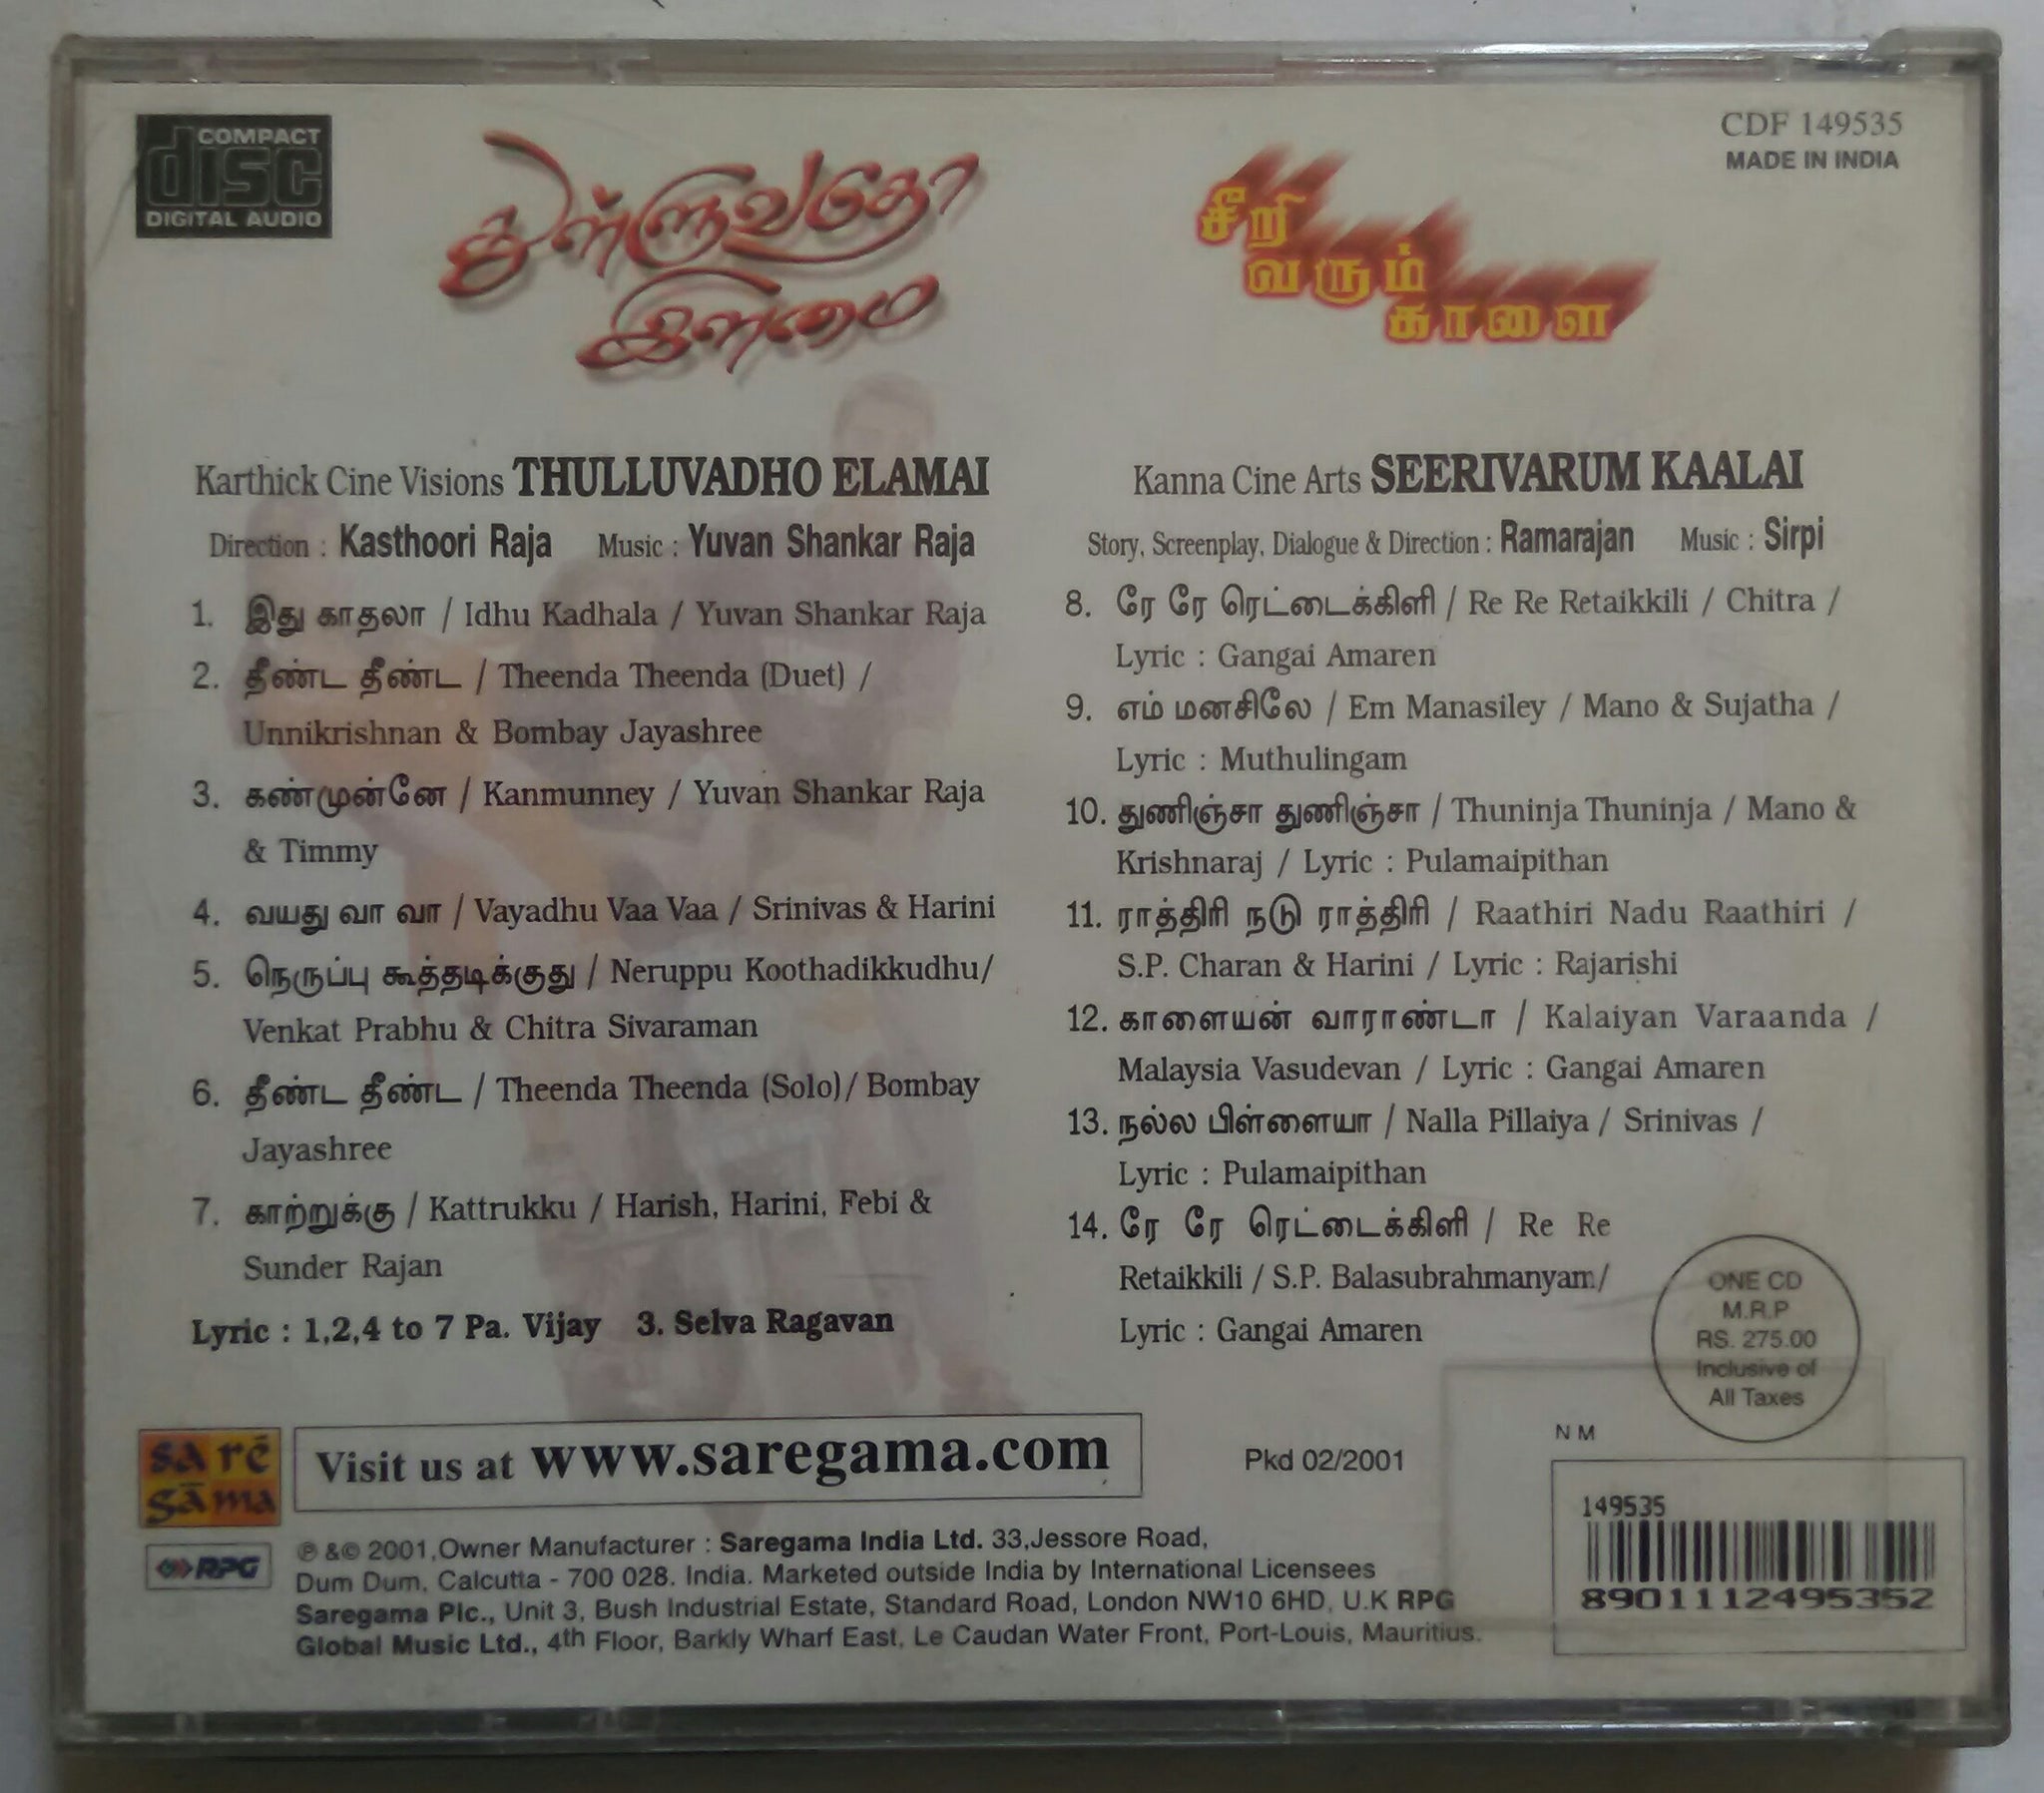 COMPACT
disc
DIGITAL AUDIO
துள்ளுவதோ
இளமை
சீறி
வரும்
காளை
CDF 149535
MADE IN INDIA
Karthick Cine Visions THULLUVADHO ELAMAI
Direction : Kasthoori Raja Music : Yuvan Shankar Raja
1. இது காதலா / Idhu Kadhala / Yuvan Shankar Raja
2. தீண்ட தீண்ட / Theenda Theenda (Duet) /
Unnikrishnan & Bombay Jayashree
3. கண்முன்னே / Kanmunney / Yuvan Shankar Raja
& Timmy
4. வயது வா வா / Vayadhu Vaa Vaa / Srinivas & Harini
5. நெருப்பு கூத்தடிக்குது / Neruppu Koothadikkudhu/
Venkat Prabhu & Chitra Sivaraman
6. தீண்ட தீண்ட / Theenda Theenda (Solo)/ Bombay
Jayashree
7. காற்றுக்கு / Kattrukku / Harish, Harini, Febi &
Sunder Rajan
Lyric : 1,2,4 to 7 Pa. Vijay 3. Selva Ragavan
Kanna Cine Arts SEERIVARUM KAALAI
Story, Screenplay, Dialogue & Direction : Ramarajan Music : Sirpi
8. ரே ரே ரெட்டைக்கிளி / Re Re Retaikkili / Chitra /
Lyric : Gangai Amaren
9. எம் மனசிலே / Em Manasiley / Mano & Sujatha /
Lyric : Muthulingam
10. துணிஞ்சா துணிஞ்சா / Thuninja Thuninja / Mano &
Krishnaraj / Lyric : Pulamaipithan
11. ராத்திரி நடு ராத்திரி / Raathiri Nadu Raathiri /
S.P. Charan & Harini / Lyric : Rajarishi
12. காளையன் வாராண்டா / Kalaiyan Varaanda /
Malaysia Vasudevan / Lyric : Gangai Amaren
13. நல்ல பிள்ளையா / Nalla Pillaiya / Srinivas /
Lyric : Pulamaipithan
14. ரே ரே ரெட்டைக்கிளி / Re Re
Retaikkili / S.P. Balasubrahmanyam/
Lyric : Gangai Amaren
ONE CD
M.R.P
RS. 275.00
Inclusive of
All Taxes
sa re
gama
RPG
Visit us at www.saregama.com
Pkd 02/2001
N M
149535
8901112495352
℗ &© 2001,Owner Manufacturer : Saregama India Ltd. 33,Jessore Road,
Dum Dum, Calcutta - 700 028. India. Marketed outside India by International Licensees
Saregama Plc., Unit 3, Bush Industrial Estate, Standard Road, London NW10 6HD, U.K RPG
Global Music Ltd., 4th Floor, Barkly Wharf East, Le Caudan Water Front, Port-Louis, Mauritius.